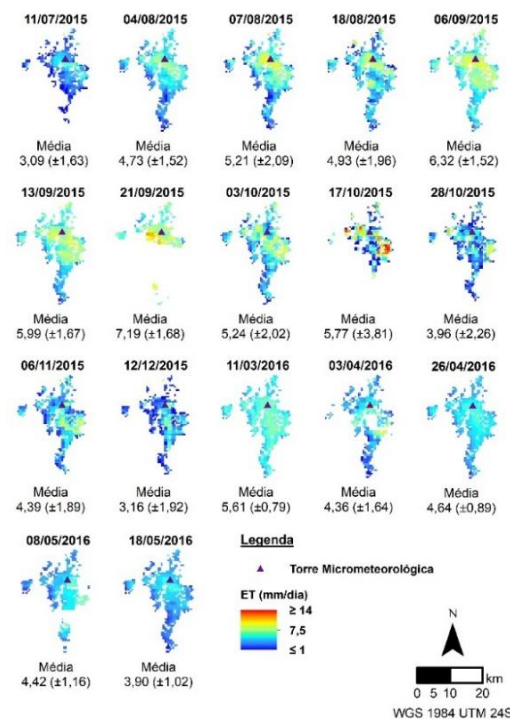 11/07/2015 04/08/2015 07/08/2015 18/08/2015 06/09/2015
Média Média Média Média Média
3,09 (±1,63) 4,73 (±1,52) 5,21 (±2,09) 4,93 (±1,96) 6,32 (±1,52)
13/09/2015 21/09/2015 03/10/2015 17/10/2015 28/10/2015
Média Média Média Média Média
5,99 (±1,67) 7,19 (±1,68) 5,24 (±2,02) 5,77 (±3,81) 3,96 (±2,26)
06/11/2015 12/12/2015 11/03/2016 03/04/2016 26/04/2016
Média Média Média Média Média
4,39 (±1,89) 3,16 (±1,92) 5,61 (±0,79) 4,36 (±1,64) 4,64 (±0,89)
08/05/2016 18/05/2016
Média Média
4,42 (±1,16) 3,90 (±1,02)
Legenda
Torre Micrometeorológica
ET (mm/dia)
≥ 14
7,5
≤ 1
N
km
0 5 10 20
WGS 1984 UTM 24S